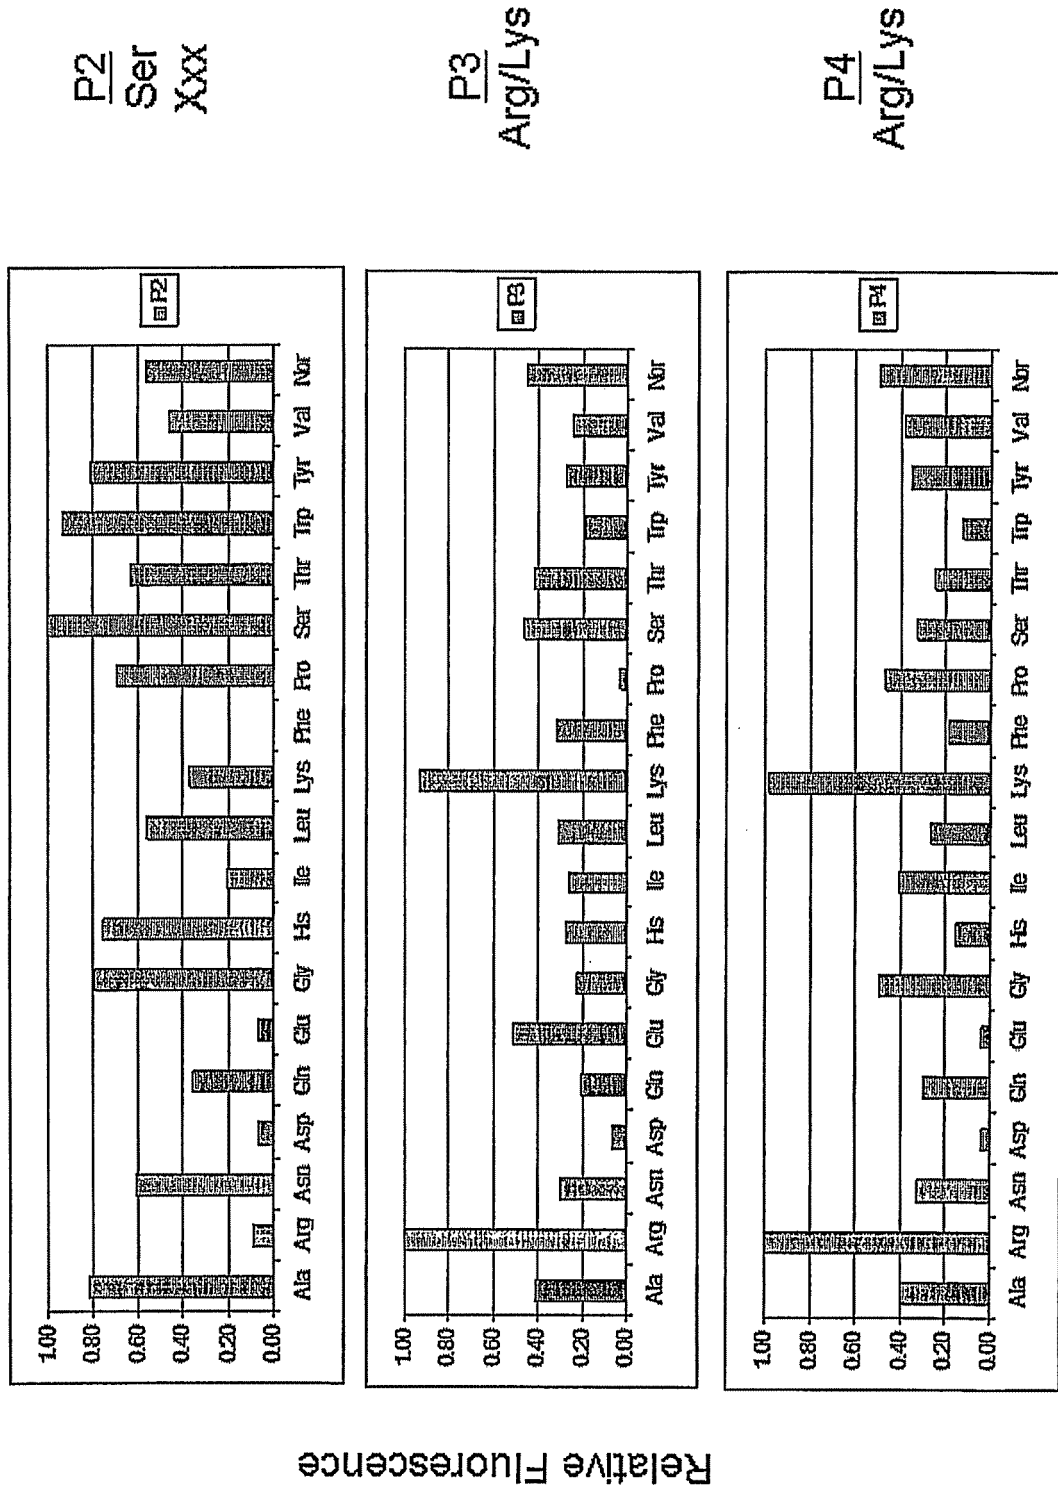 Relative Fluorescence
1.00
0.80
0.60
0.40
0.20
0.00
Ala Arg Asn Asp Gln Glu Gly His Ile Leu Lys Phe Pro Ser Thr Trp Tyr Val Nor
P2
P2
Ser
Xxx
1.00
0.80
0.60
0.40
0.20
0.00
Ala Arg Asn Asp Gln Glu Gly His Ile Leu Lys Phe Pro Ser Thr Trp Tyr Val Nor
P3
P3
Arg/Lys
1.00
0.80
0.60
0.40
0.20
0.00
Ala Arg Asn Asp Gln Glu Gly His Ile Leu Lys Phe Pro Ser Thr Trp Tyr Val Nor
P4
P4
Arg/Lys